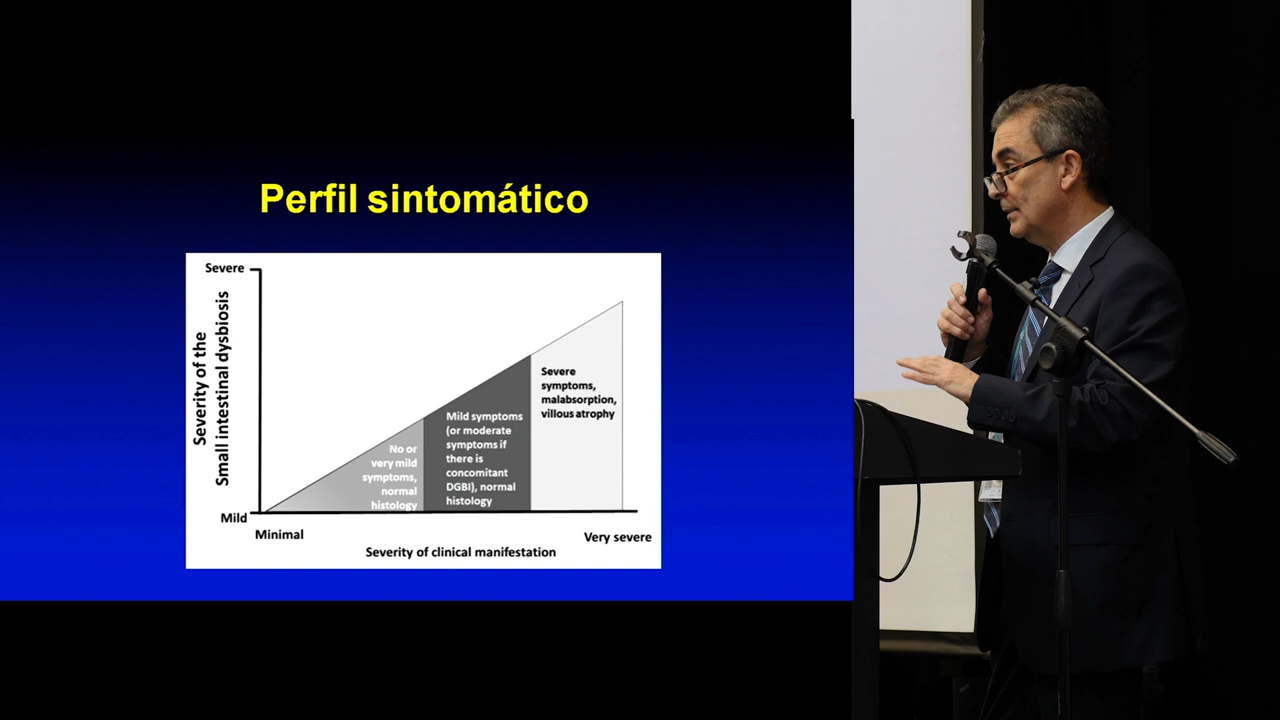 Perfil sintomático
Severe
Severity of the
Small intestinal dysbiosis
Mild
No or
very mild
symptoms,
normal
histology
Mild symptoms
(or moderate
symptoms if
there is
concomitant
DGBI), normal
histology
Severe
symptoms,
malabsorption,
villous atrophy
Minimal
Very severe
Severity of clinical manifestation